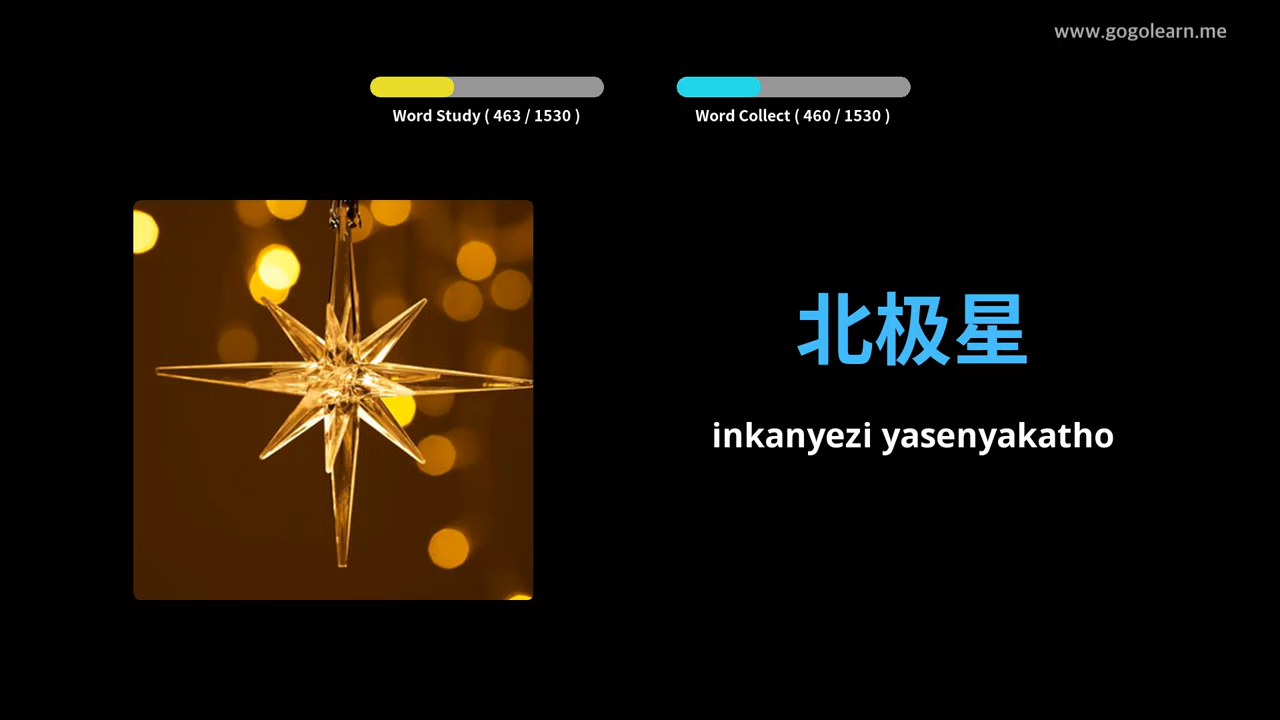 www.gogolearn.me
Word Study ( 463 / 1530 )
Word Collect ( 460 / 1530 )
北极星
inkanyezi yasenyakatho